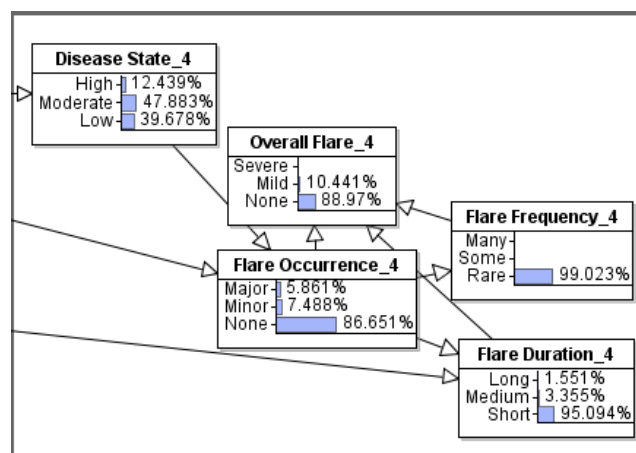 Disease State_4
High 12.439%
Moderate 47.883%
Low 39.678%
Overall Flare_4
Severe
Mild 10.441%
None 88.97%
Flare Frequency_4
Many
Some
Rare 99.023%
Flare Occurrence_4
Major 5.861%
Minor 7.488%
None 86.651%
Flare Duration_4
Long 1.551%
Medium 3.355%
Short 95.094%